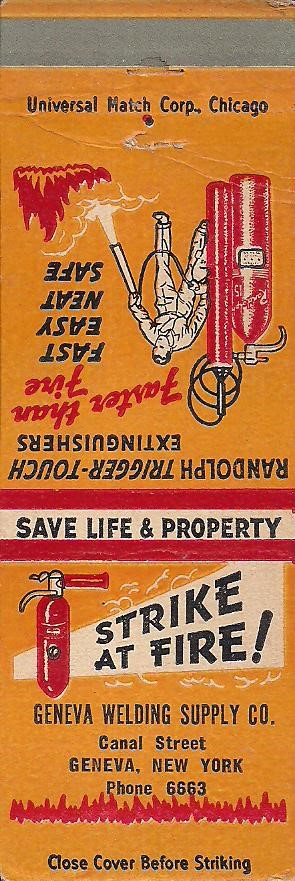 Universal Match Corp., Chicago
RANDOLPH TRIGGER-TOUCH
EXTINGUISHERS
Faster than
Fire
FAST
EASY
NEAT
SAFE
SAVE LIFE & PROPERTY
STRIKE
AT FIRE!
GENEVA WELDING SUPPLY CO.
Canal Street
GENEVA, NEW YORK
Phone 6663
Close Cover Before Striking